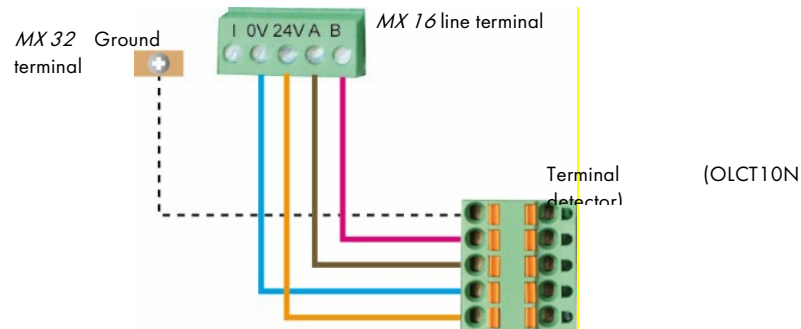 MX 32 Ground
terminal
I 0V 24V A B
MX 16 line terminal
Terminal (OLCT10N
detector)